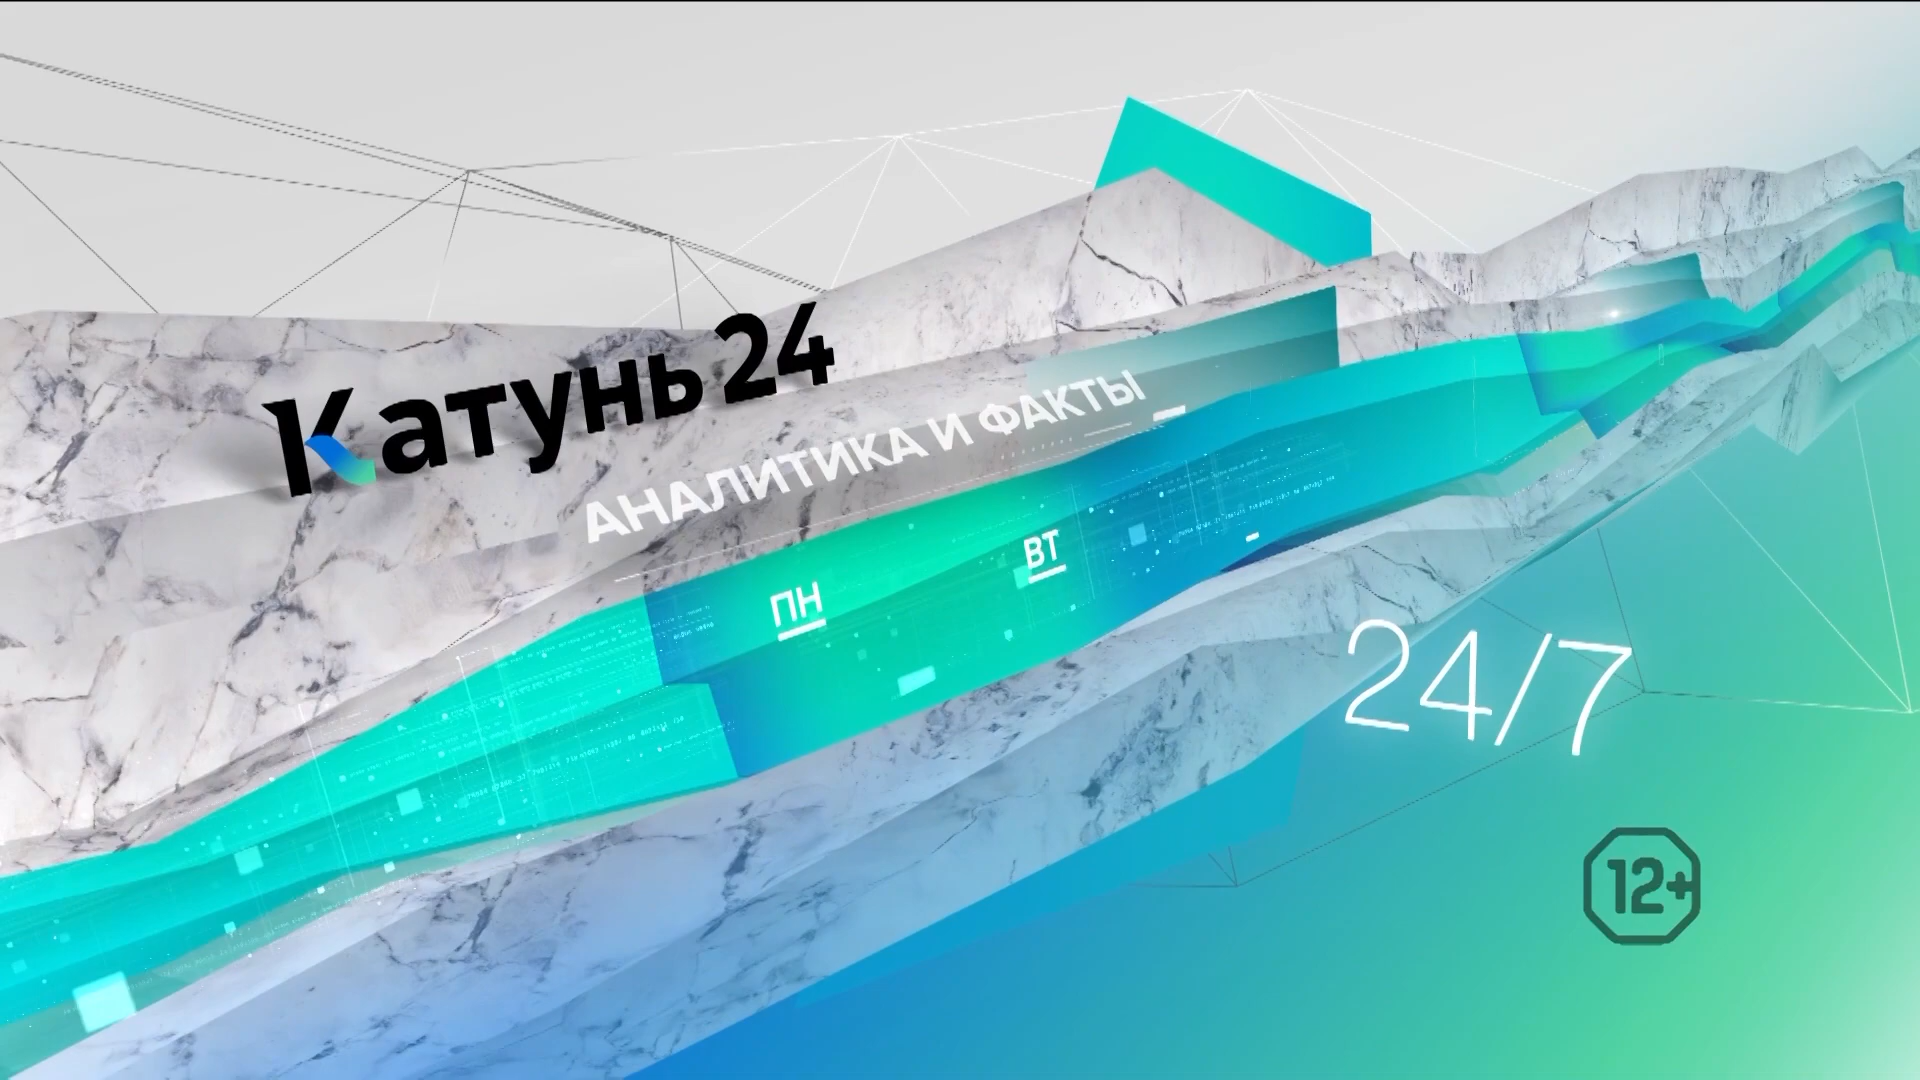 Катунь 24
АНАЛИТИКА И ФАКТЫ
ПН
ВТ
24/7
12+